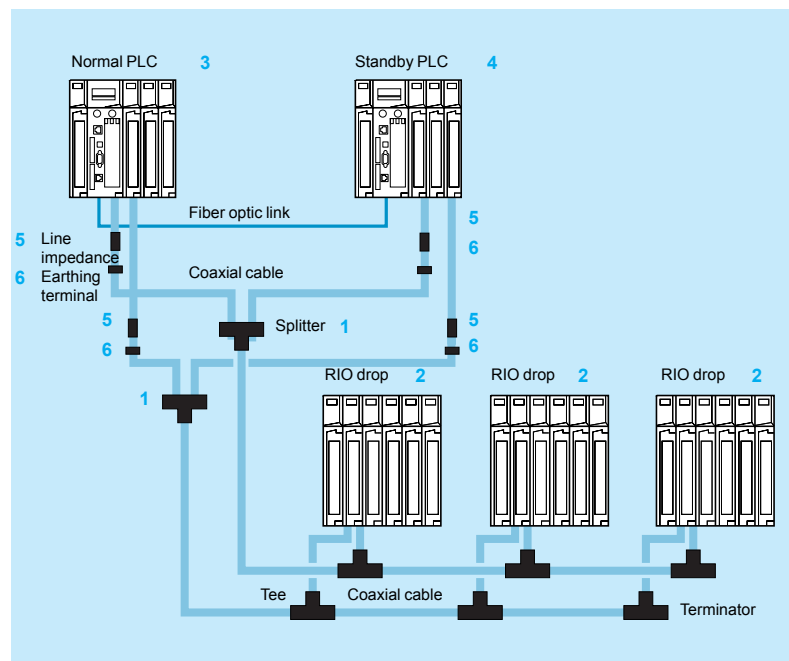 Normal PLC 3
Standby PLC 4
Fiber optic link
5 Line
impedance
6 Earthing
terminal
5
6
Coaxial cable
5
6
5
6
Splitter 1
1
RIO drop 2
RIO drop 2
RIO drop 2
Tee
Coaxial cable
Terminator